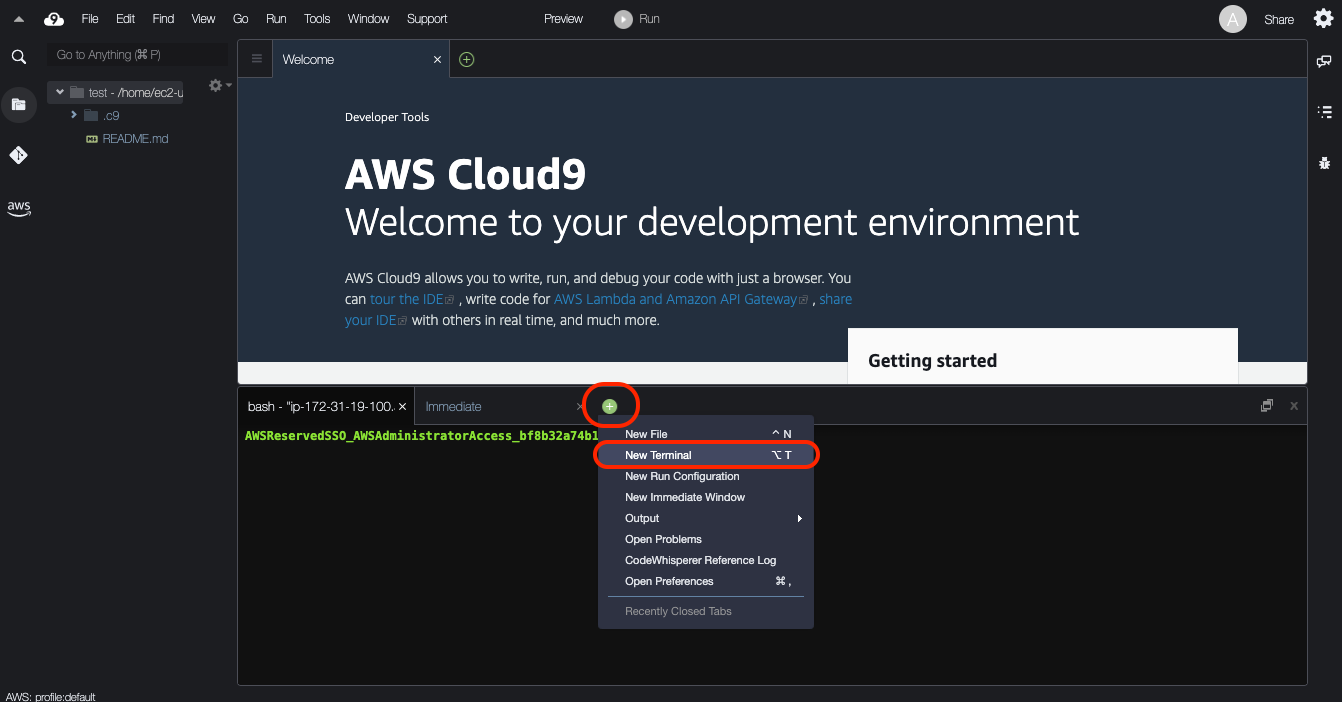 9 File Edit Find View Go Run Tools Window Support Preview Run A Share
Go to Anything (⌘ P)
test - /home/ec2-u
.c9
README.md
aws
Welcome
Developer Tools
AWS Cloud9
Welcome to your development environment
AWS Cloud9 allows you to write, run, and debug your code with just a browser. You
can tour the IDE , write code for AWS Lambda and Amazon API Gateway , share
your IDE with others in real time, and much more.
Getting started
bash - "ip-172-31-19-100. × Immediate
AWSReservedSSO_AWSAdministratorAccess_bf8b32a74b1
New File ^ N
New Terminal ⌥ T
New Run Configuration
New Immediate Window
Output
Open Problems
CodeWhisperer Reference Log
Open Preferences ⌘ ,
Recently Closed Tabs
AWS: profile:default